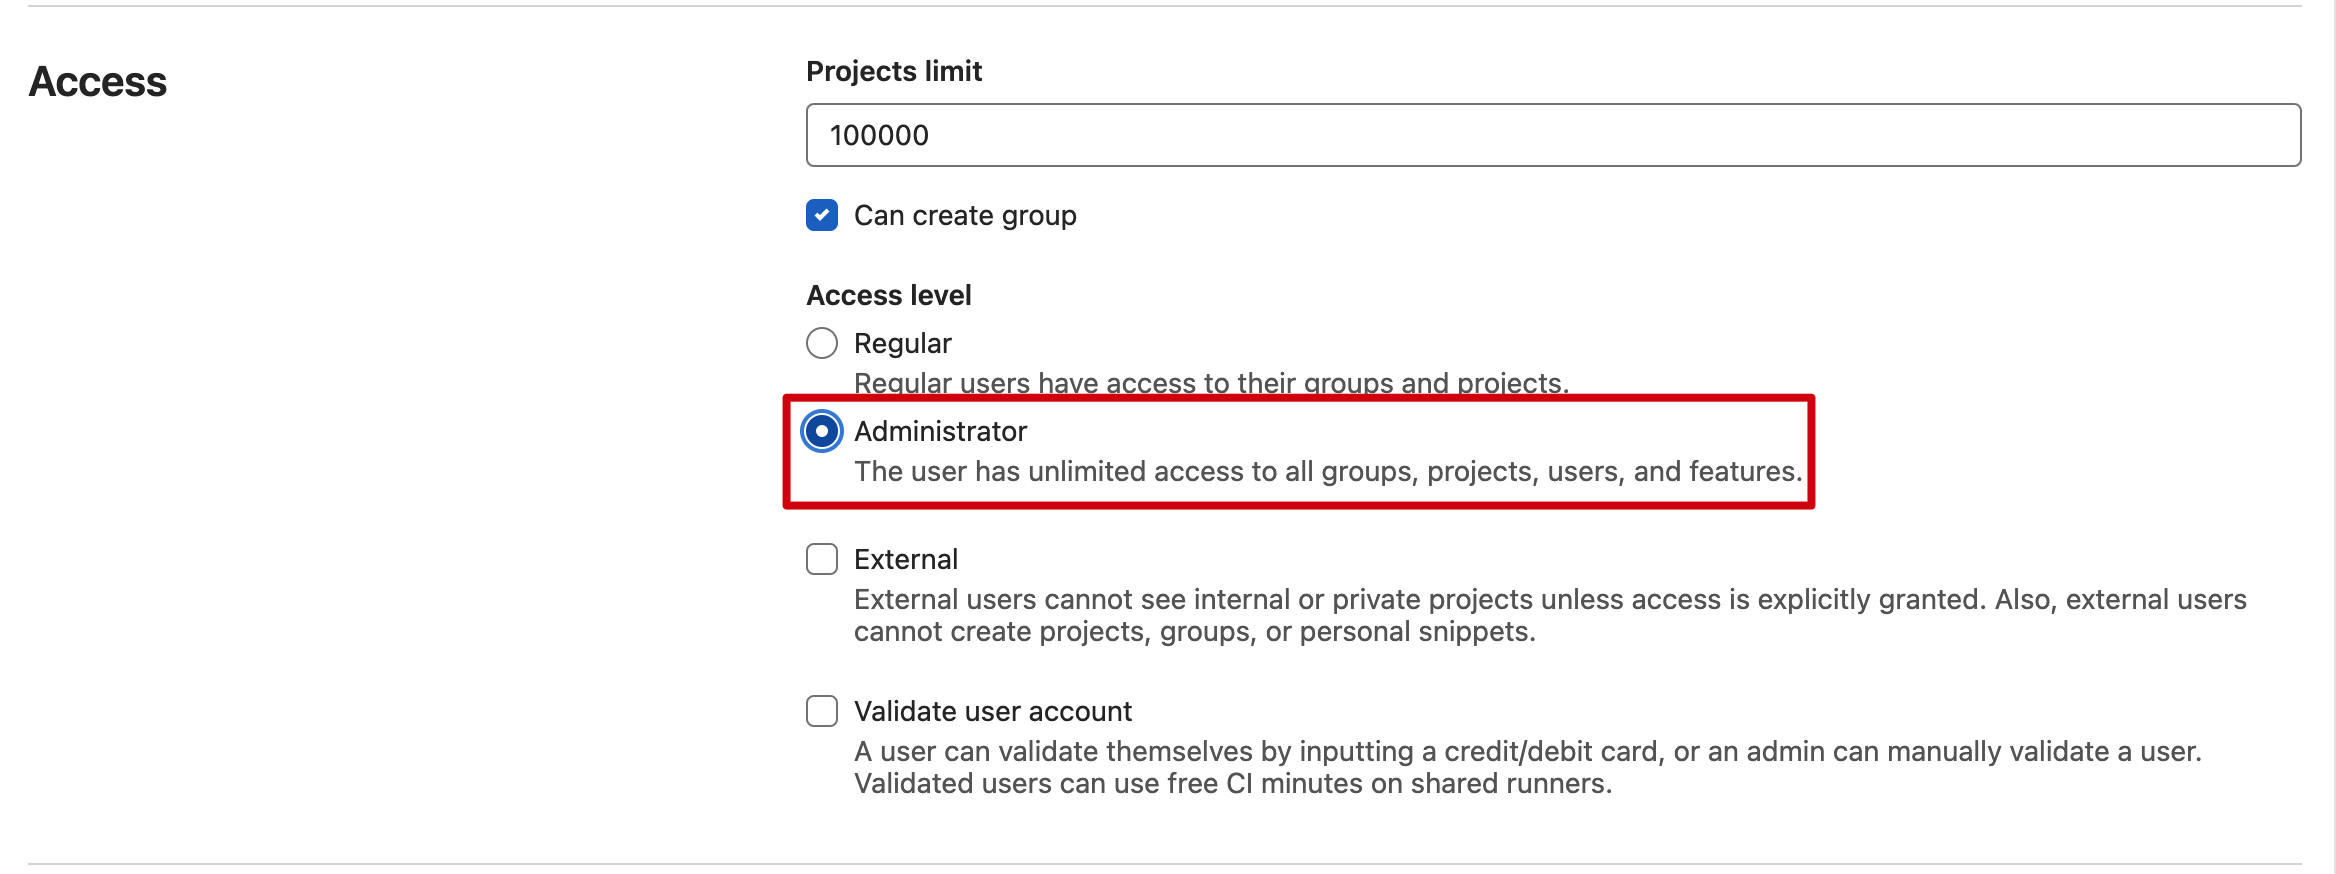 Access
Projects limit
100000
Can create group
Access level
Regular
Regular users have access to their groups and projects.
Administrator
The user has unlimited access to all groups, projects, users, and features.
External
External users cannot see internal or private projects unless access is explicitly granted. Also, external users
cannot create projects, groups, or personal snippets.
Validate user account
A user can validate themselves by inputting a credit/debit card, or an admin can manually validate a user.
Validated users can use free CI minutes on shared runners.